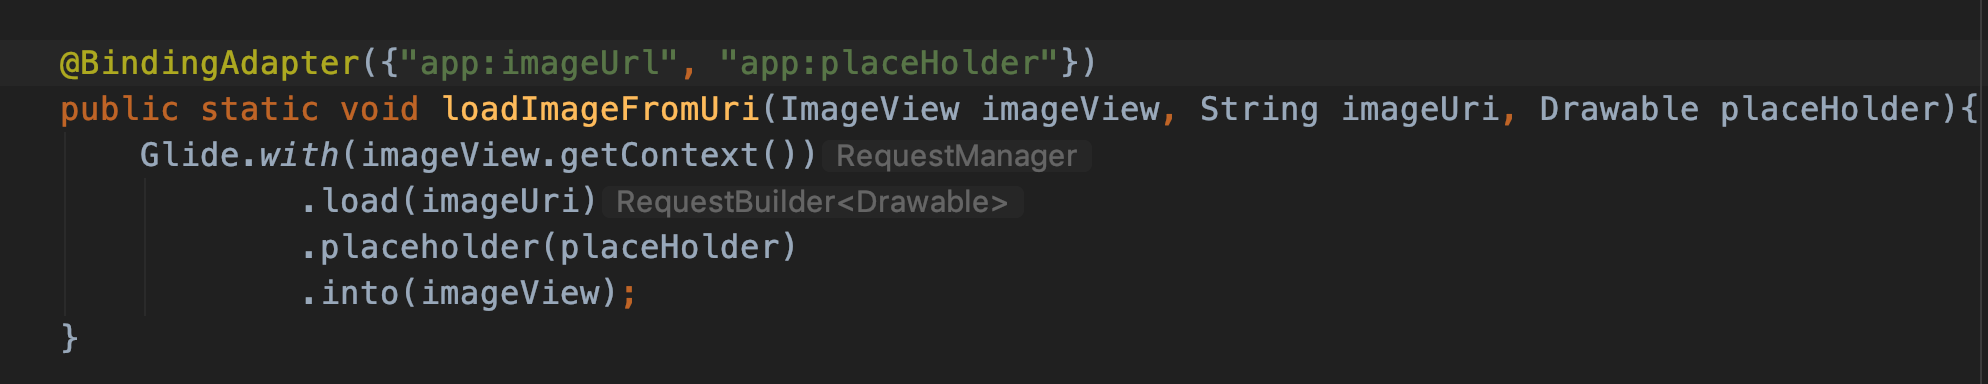 @BindingAdapter({"app:imageUrl", "app:placeHolder"})
public static void loadImageFromUri(ImageView imageView, String imageUri, Drawable placeHolder){
Glide.with(imageView.getContext()) RequestManager
.load(imageUri) RequestBuilder<Drawable>
.placeholder(placeHolder)
.into(imageView);
}